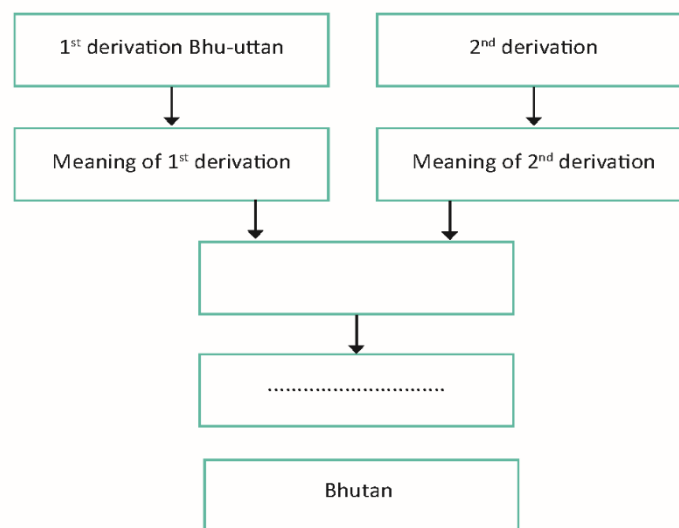 1st derivation Bhu-uttan
2nd derivation
Meaning of 1st derivation
Meaning of 2nd derivation
..............................
Bhutan